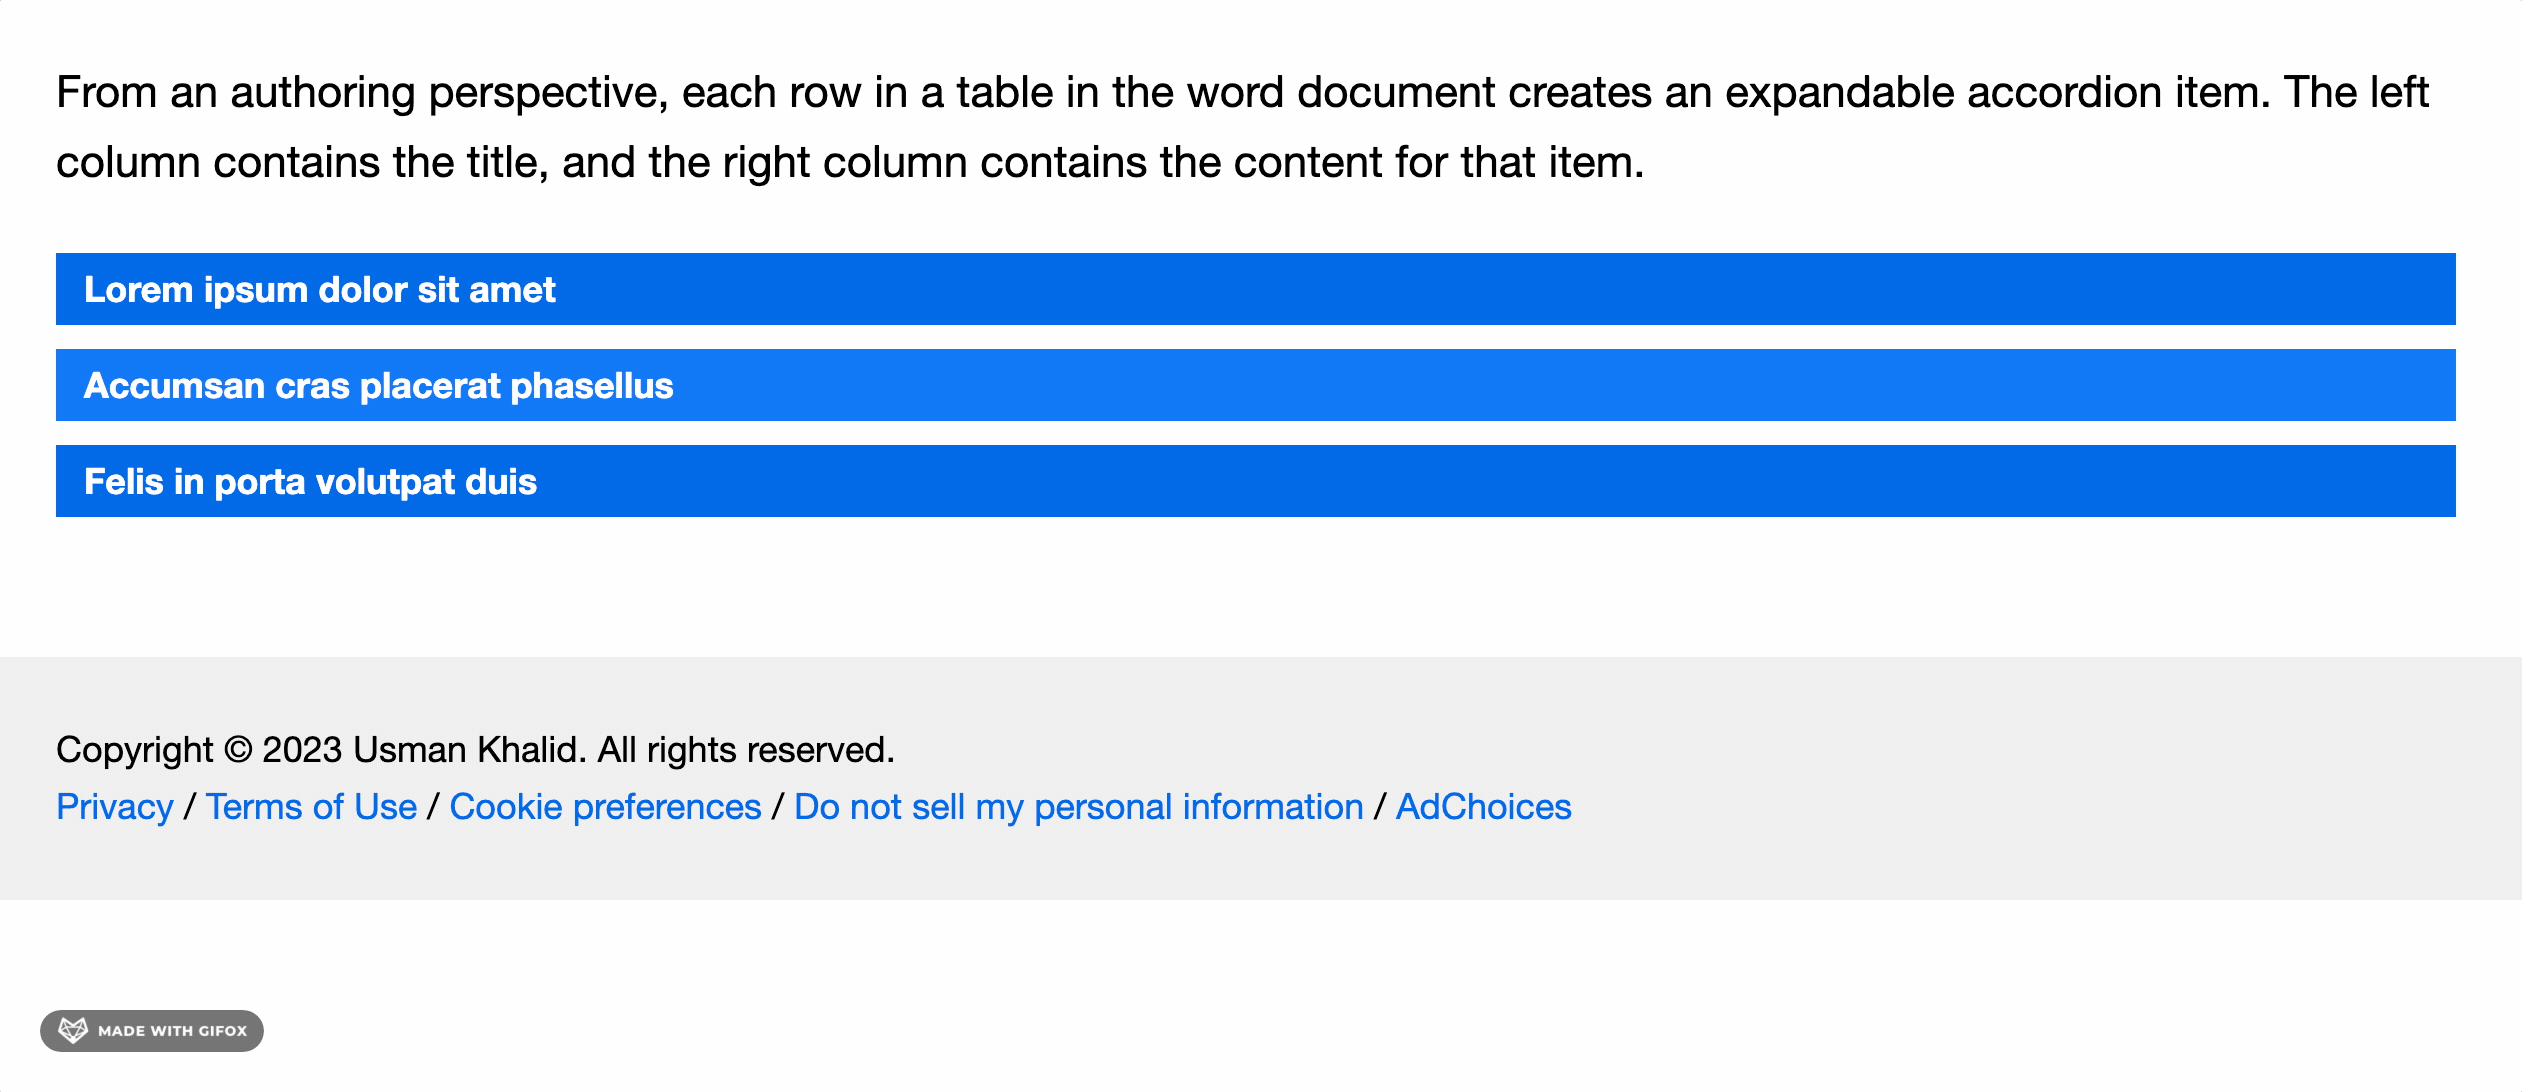 From an authoring perspective, each row in a table in the word document creates an expandable accordion item. The left
column contains the title, and the right column contains the content for that item.
Lorem ipsum dolor sit amet
Accumsan cras placerat phasellus
Felis in porta volutpat duis
Copyright © 2023 Usman Khalid. All rights reserved.
Privacy / Terms of Use / Cookie preferences / Do not sell my personal information / AdChoices
MADE WITH GIFOX